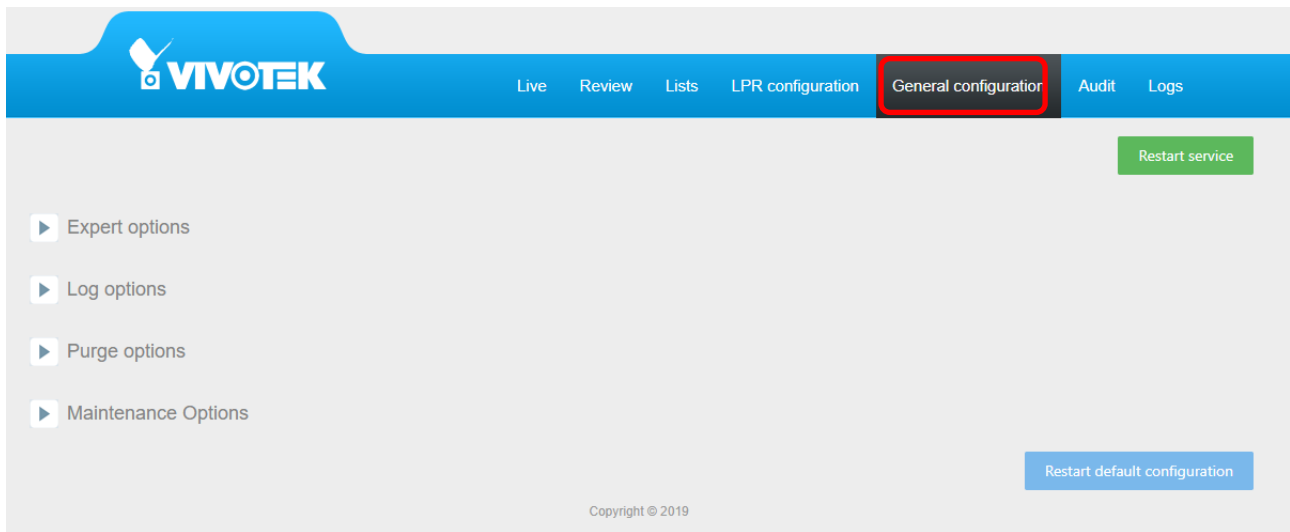 VIVOTEK
Live Review Lists LPR configuration General configuration Audit Logs
Restart service
Expert options
Log options
Purge options
Maintenance Options
Restart default configuration
Copyright © 2019